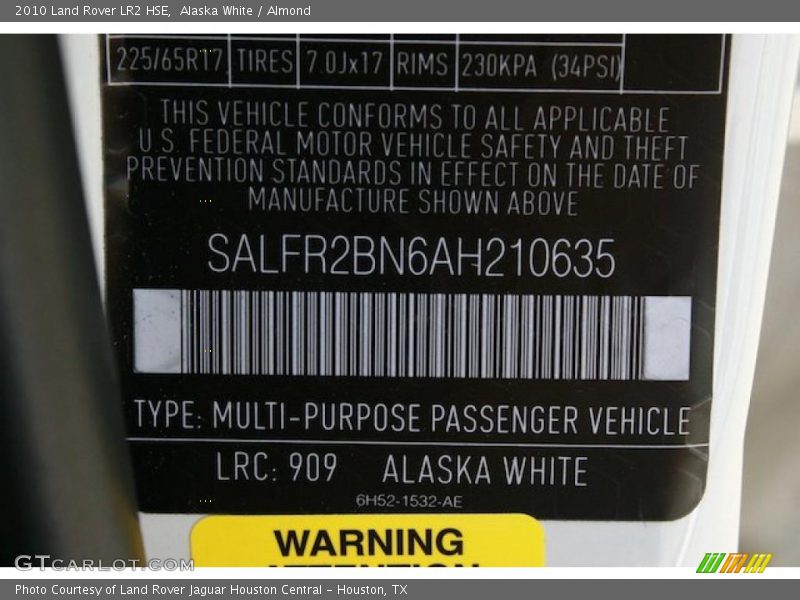 2010 Land Rover LR2 HSE, Alaska White / Almond
225/65R17 TIRES 7.0Jx17 RIMS 230KPA (34PSI)
THIS VEHICLE CONFORMS TO ALL APPLICABLE
U.S. FEDERAL MOTOR VEHICLE SAFETY AND THEFT
PREVENTION STANDARDS IN EFFECT ON THE DATE OF
MANUFACTURE SHOWN ABOVE
SALFR2BN6AH210635
TYPE: MULTI-PURPOSE PASSENGER VEHICLE
LRC: 909 ALASKA WHITE
6H52-1532-AE
WARNING
ATTENTION
GTCARLOT.COM
Photo Courtesy of Land Rover Jaguar Houston Central - Houston, TX